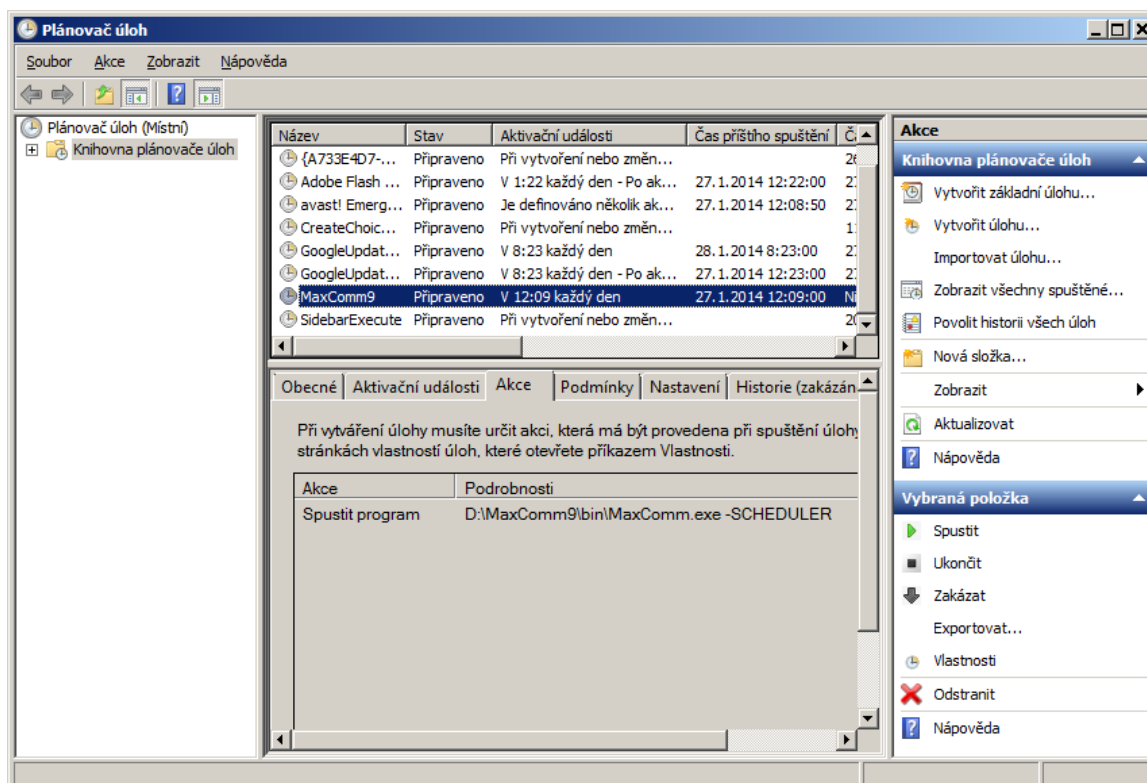 Plánovač úloh
Soubor Akce Zobrazit Nápověda
Plánovač úloh (Místní)
Knihovna plánovače úloh
Název Stav Aktivační události Čas příštího spuštění
{A733E4D7-... Připraveno Při vytvoření nebo změn...
Adobe Flash ... Připraveno V 1:22 každý den - Po ak... 27.1.2014 12:22:00
avast! Emerg... Připraveno Je definováno několik ak... 27.1.2014 12:08:50
CreateChoic... Připraveno Při vytvoření nebo změn...
GoogleUpdat... Připraveno V 8:23 každý den 28.1.2014 8:23:00
GoogleUpdat... Připraveno V 8:23 každý den - Po ak... 27.1.2014 12:23:00
MaxComm9 Připraveno V 12:09 každý den 27.1.2014 12:09:00
SidebarExecute Připraveno Při vytvoření nebo změn...
Obecné Aktivační události Akce Podmínky Nastavení Historie (zakázán
Při vytváření úlohy musíte určit akci, která má být provedena při spuštění úlohy
stránkách vlastností úloh, které otevřete příkazem Vlastnosti.
Akce Podrobnosti
Spustit program D:\MaxComm9\bin\MaxComm.exe -SCHEDULER
Akce
Knihovna plánovače úloh
Vytvořit základní úlohu...
Vytvořit úlohu...
Importovat úlohu...
Zobrazit všechny spuštěné...
Povolit historii všech úloh
Nová složka...
Zobrazit
Aktualizovat
Nápověda
Vybraná položka
Spustit
Ukončit
Zakázat
Exportovat...
Vlastnosti
Odstranit
Nápověda